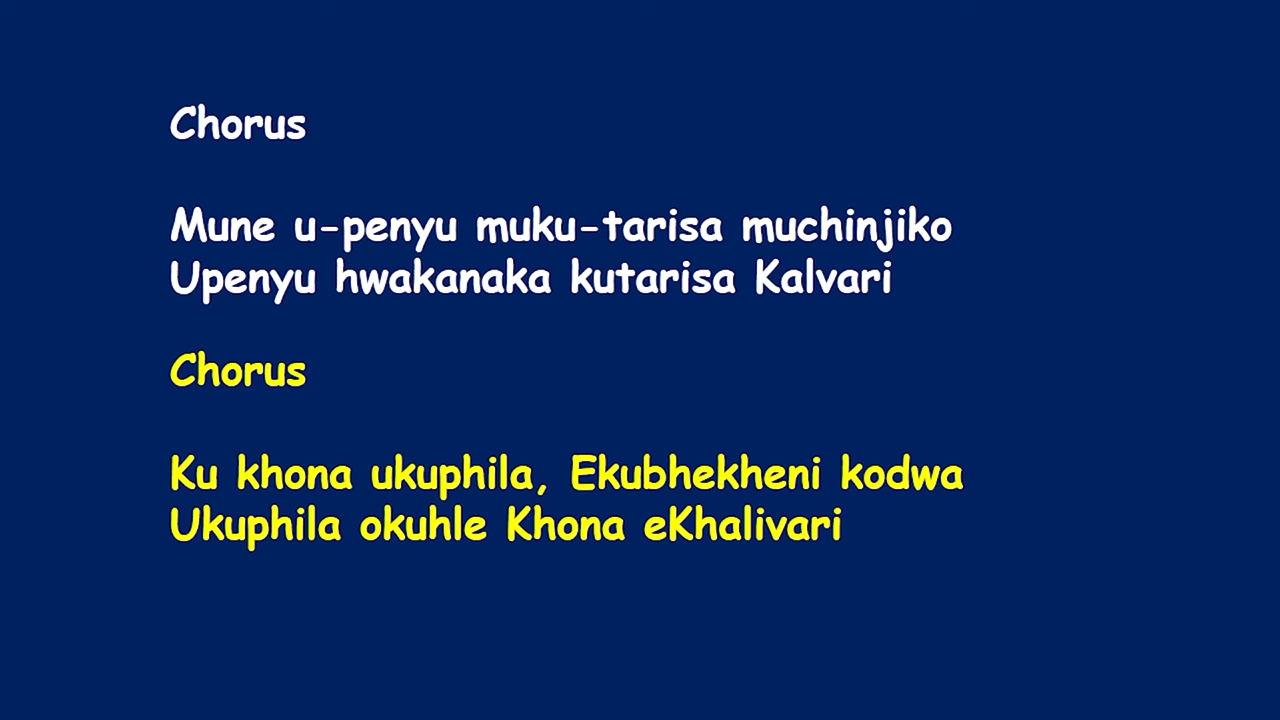 Chorus
Mune u-penyu muku-tarisa muchinjiko
Upenyu hwakanaka kutarisa Kalvari
Chorus
Ku khona ukuphila, Ekubhekheni kodwa
Ukuphila okuhle Khona eKhalivari